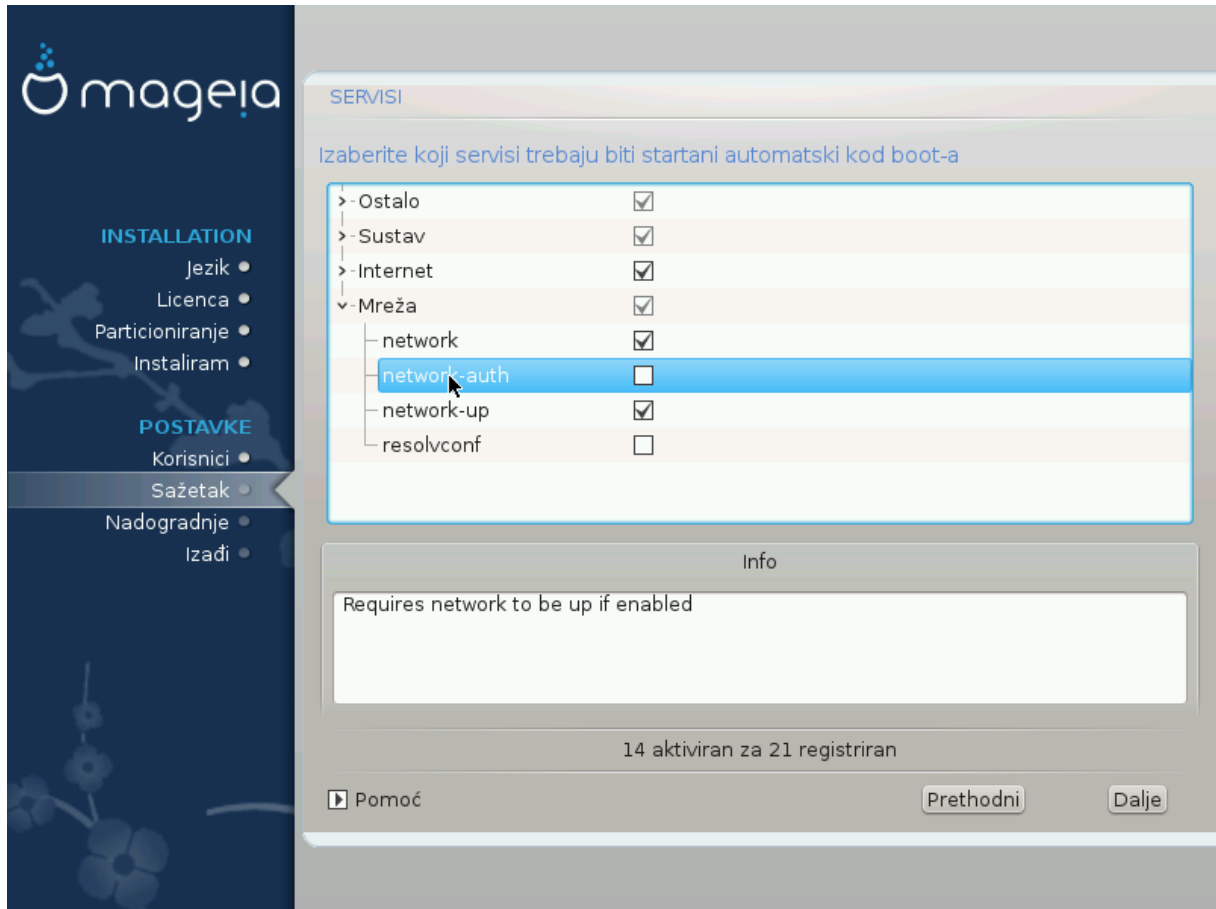 mageia
INSTALLATION
Jezik
Licenca
Particioniranje
Instaliram
POSTAVKE
Korisnici
Sažetak
Nadogradnje
Izađi
SERVISI
Izaberite koji servisi trebaju biti startani automatski kod boot-a
Ostalo
Sustav
Internet
Mreža
network
network-auth
network-up
resolvconf
Info
Requires network to be up if enabled
14 aktiviran za 21 registriran
Pomoć
Prethodni
Dalje